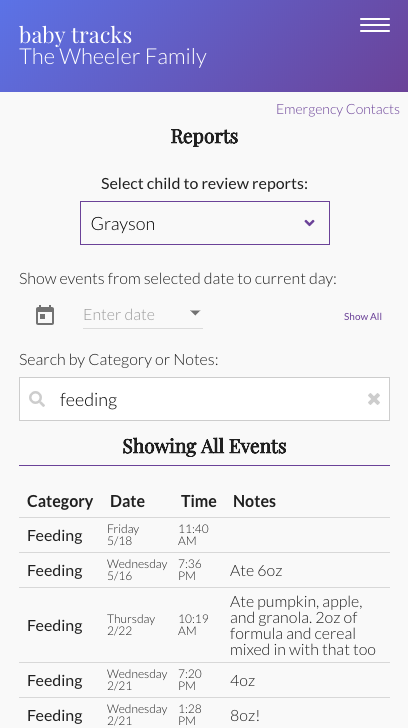 baby tracks
The Wheeler Family
Emergency Contacts
Reports
Select child to review reports:
Grayson
Show events from selected date to current day:
Enter date
Show All
Search by Category or Notes:
feeding
Showing All Events
Category Date Time Notes
Feeding Friday 5/18 11:40 AM
Feeding Wednesday 5/16 7:36 PM Ate 6oz
Feeding Thursday 2/22 10:19 AM Ate pumpkin, apple,
and granola. 2oz of
formula and cereal
mixed in with that too
Feeding Wednesday 2/21 7:20 PM 4oz
Feeding Wednesday 2/21 1:28 PM 8oz!